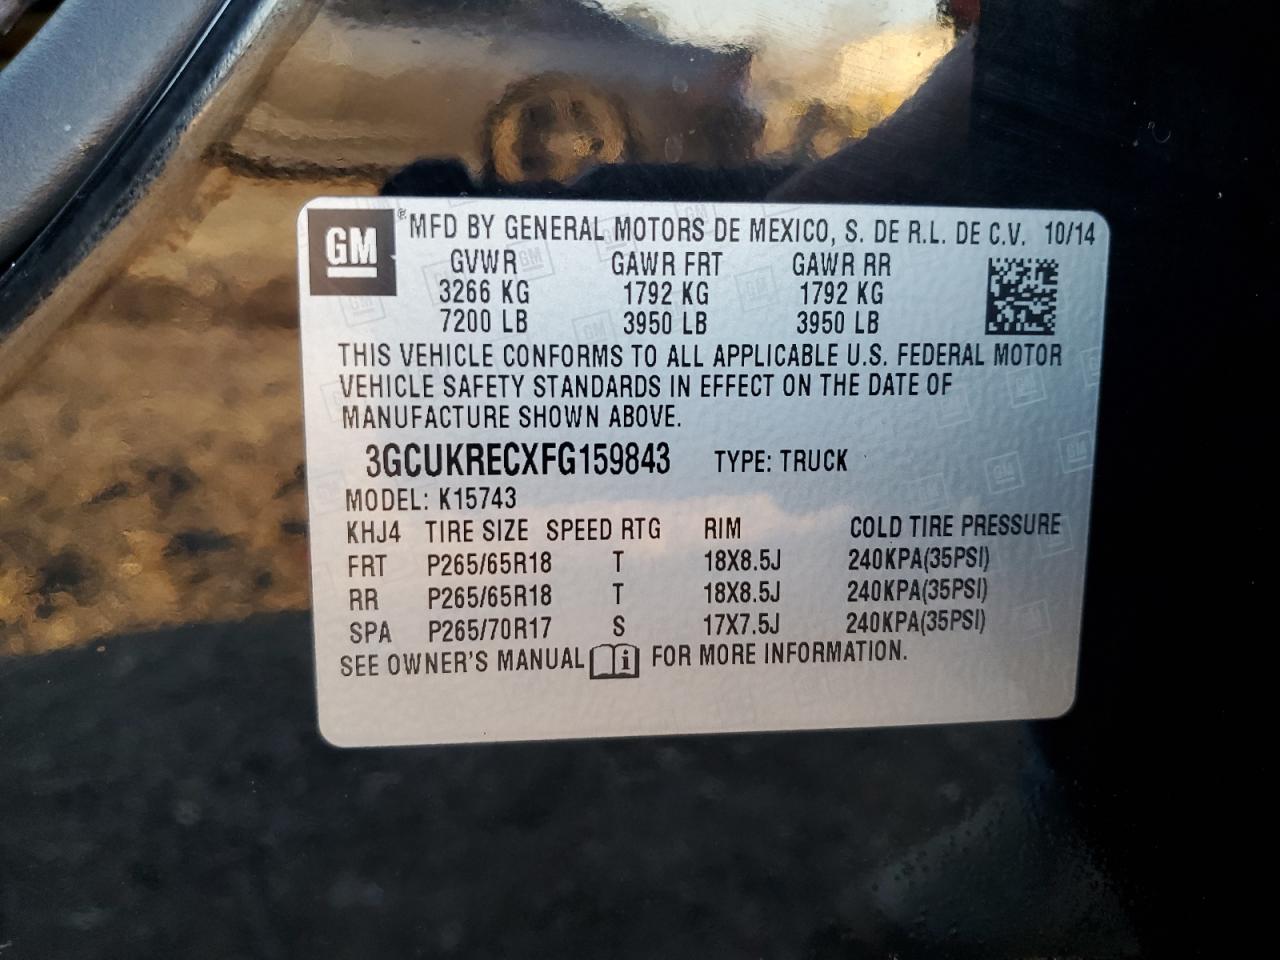 GM ® MFD BY GENERAL MOTORS DE MEXICO, S. DE R.L. DE C.V. 10/14
GVWR GAWR FRT GAWR RR
3266 KG 1792 KG 1792 KG
7200 LB 3950 LB 3950 LB
THIS VEHICLE CONFORMS TO ALL APPLICABLE U.S. FEDERAL MOTOR
VEHICLE SAFETY STANDARDS IN EFFECT ON THE DATE OF
MANUFACTURE SHOWN ABOVE.
3GCUKRECXFG159843 TYPE: TRUCK
MODEL: K15743
KHJ4 TIRE SIZE SPEED RTG RIM COLD TIRE PRESSURE
FRT P265/65R18 T 18X8.5J 240KPA(35PSI)
RR P265/65R18 T 18X8.5J 240KPA(35PSI)
SPA P265/70R17 S 17X7.5J 240KPA(35PSI)
SEE OWNER'S MANUAL i FOR MORE INFORMATION.